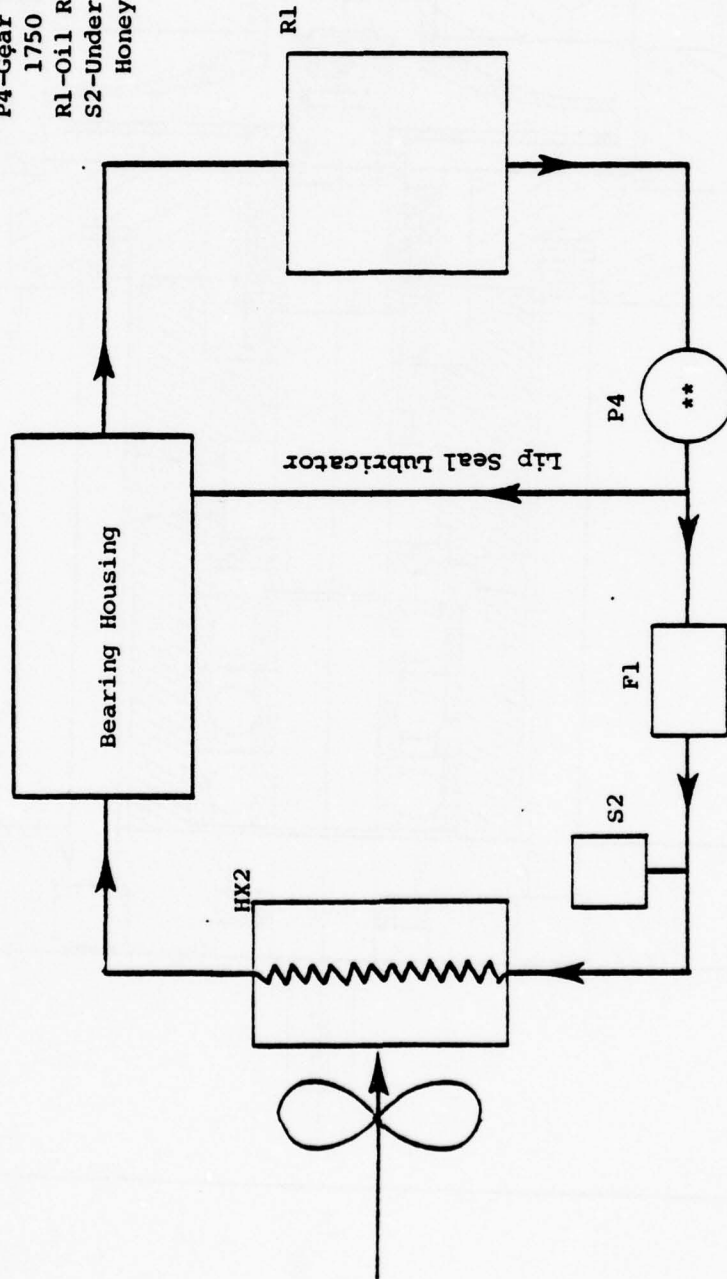 P4-Gear
1750
R1-Oil R
S2-Under
Honey
R1
Bearing Housing
Lip Seal Lubricator
P4
**
HX2
S2
F1